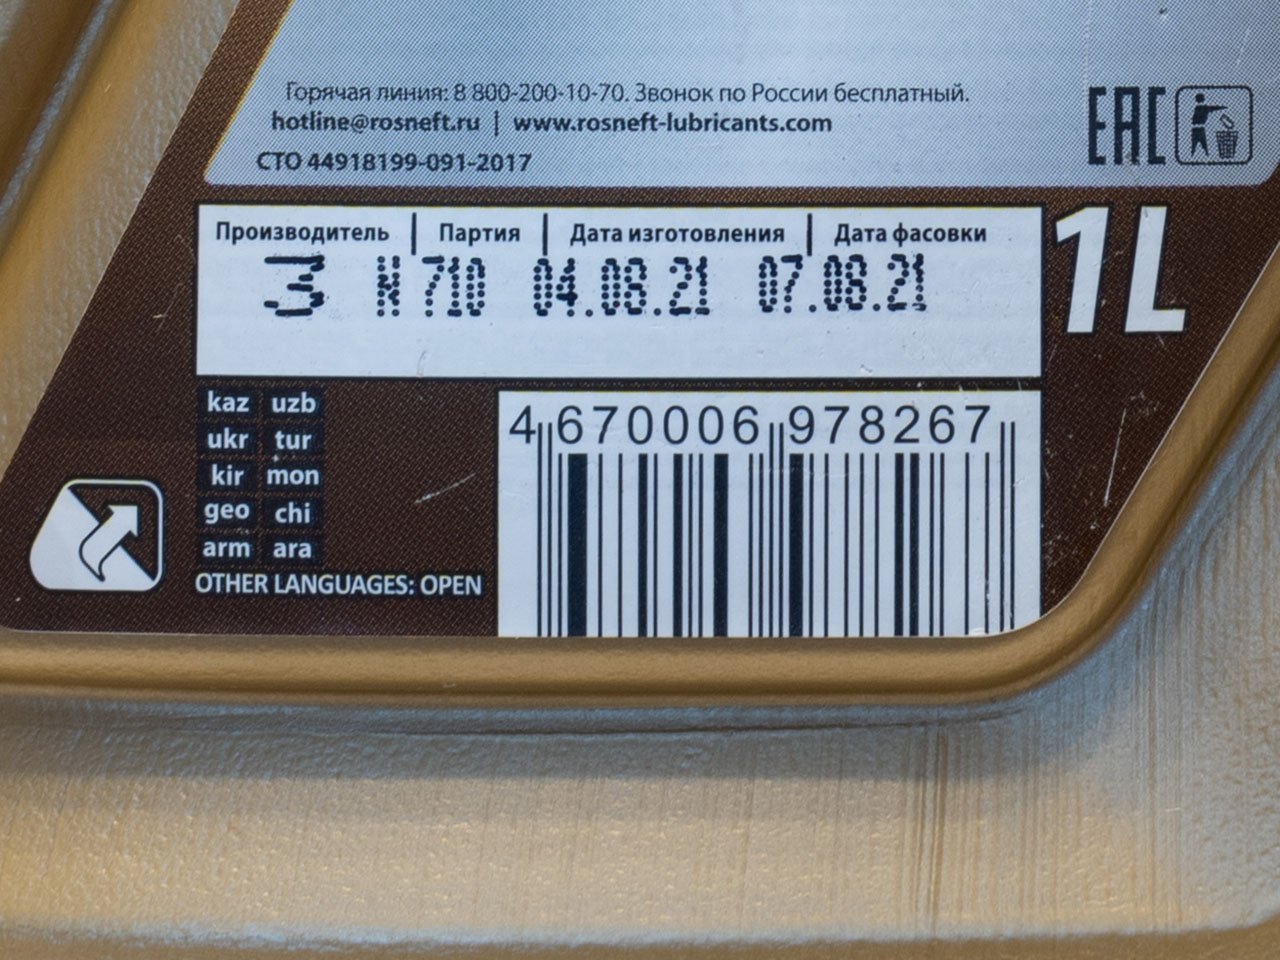 Горячая линия: 8 800-200-10-70. Звонок по России бесплатный.
hotline@rosneft.ru | www.rosneft-lubricants.com
СТО 44918199-091-2017
EAC
Производитель | Партия | Дата изготовления | Дата фасовки
3 N 710 04.08.21 07.08.21
1L
kaz uzb
ukr tur
kir mon
geo chi
arm ara
OTHER LANGUAGES: OPEN
4 670006 978267